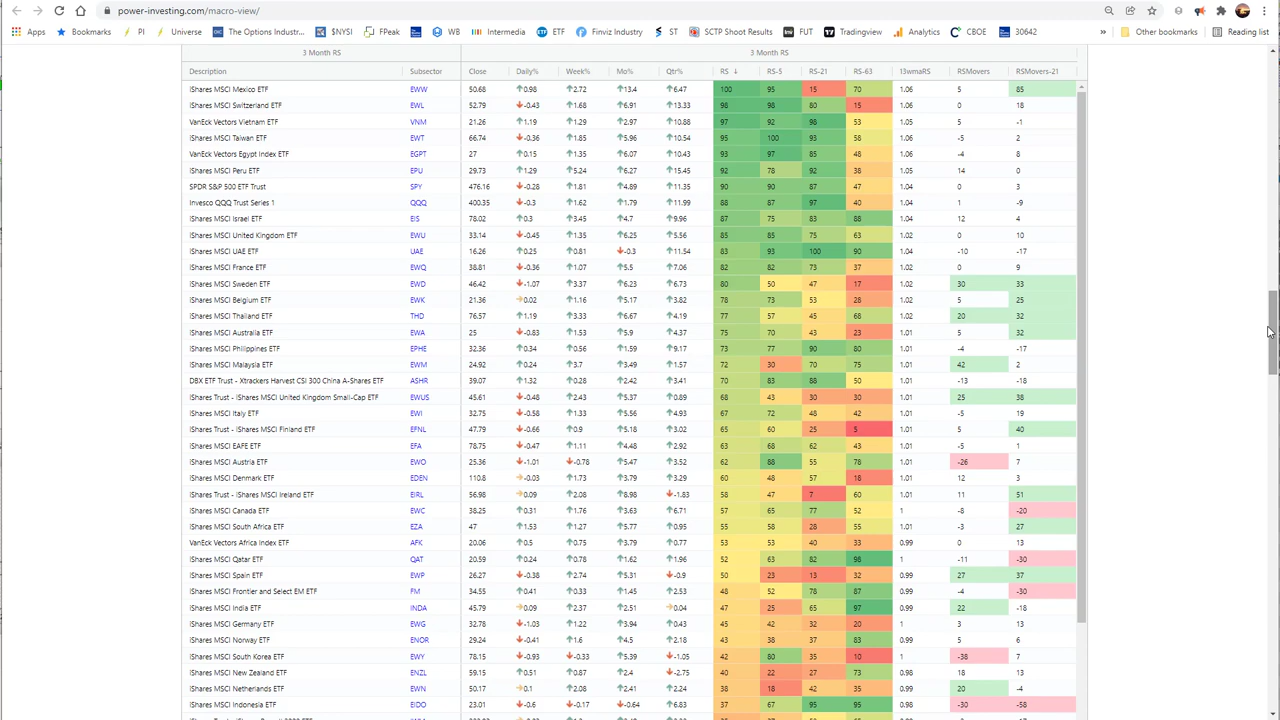 power-investing.com/macro-view/
Apps Bookmarks PI Universe The Options Industr... $NYSI FPeak WB Intermedia ETF Finviz Industry ST SCTP Shoot Results FUT Tradingview Analytics CBOE 30642 » Other bookmarks Reading list
3 Month RS 3 Month RS
Description Subsector Close Daily% Week% Mo% Qtr% RS ↓ RS-5 RS-21 RS-63 13wmaRS RSMovers RSMovers-21
iShares MSCI Mexico ETF EWW 50.68 0.98 2.72 13.4 6.47 100 95 15 70 1.06 5 85
iShares MSCI Switzerland ETF EWL 52.79 -0.43 1.68 6.91 13.33 98 98 80 15 1.06 0 18
VanEck Vectors Vietnam ETF VNM 21.26 1.19 1.29 2.97 10.88 97 92 98 53 1.05 5 -1
iShares MSCI Taiwan ETF EWT 66.74 -0.36 1.85 5.96 10.54 95 100 93 58 1.06 -5 2
VanEck Vectors Egypt Index ETF EGPT 27 0.15 1.35 6.07 10.43 93 97 85 48 1.06 -4 8
iShares MSCI Peru ETF EPU 29.73 1.29 5.24 6.27 15.45 92 78 92 38 1.06 14 0
SPDR S&P 500 ETF Trust SPY 476.16 -0.28 1.81 4.89 11.35 90 90 87 47 1.04 0 3
Invesco QQQ Trust Series 1 QQQ 400.35 -0.3 1.62 1.79 11.99 88 87 97 40 1.04 1 -9
iShares MSCI Israel ETF EIS 78.02 0.3 3.45 4.7 9.96 87 75 83 88 1.04 12 4
iShares MSCI United Kingdom ETF EWU 33.14 -0.45 1.35 6.25 5.56 85 85 75 63 1.03 0 10
iShares MSCI UAE ETF UAE 16.26 0.25 0.81 -0.3 11.54 83 93 100 90 1.04 -10 -17
iShares MSCI France ETF EWQ 38.81 -0.36 1.07 5.5 7.06 82 82 73 37 1.02 0 9
iShares MSCI Sweden ETF EWD 46.42 -1.07 3.37 6.23 6.73 80 50 47 17 1.02 30 33
iShares MSCI Belgium ETF EWK 21.36 0.02 1.16 5.17 3.82 78 73 53 28 1.02 5 25
iShares MSCI Thailand ETF THD 76.57 1.19 3.33 6.67 4.19 77 57 45 68 1.02 20 32
iShares MSCI Australia ETF EWA 25 -0.83 1.53 5.9 4.37 75 70 43 23 1.01 5 32
iShares MSCI Philippines ETF EPHE 32.36 0.34 0.56 1.59 9.17 73 77 90 80 1.01 -4 -17
iShares MSCI Malaysia ETF EWM 24.92 0.24 3.7 3.49 1.57 72 30 70 75 1.01 42 2
DBX ETF Trust - Xtrackers Harvest CSI 300 China A-Shares ETF ASHR 39.07 1.32 0.28 2.42 3.41 70 83 88 50 1.01 -13 -18
iShares Trust - iShares MSCI United Kingdom Small-Cap ETF EWUS 45.61 -0.48 2.43 5.37 0.89 68 43 30 30 1.01 25 38
iShares MSCI Italy ETF EWI 32.75 -0.58 1.33 5.56 4.93 67 72 48 42 1.01 -5 19
iShares Trust - iShares MSCI Finland ETF EFNL 47.79 -0.66 0.9 5.18 3.02 65 60 25 5 1.01 5 40
iShares MSCI EAFE ETF EFA 78.75 -0.47 1.11 4.48 2.92 63 68 62 43 1.01 -5 1
iShares MSCI Austria ETF EWO 25.36 -1.01 -0.78 5.47 3.52 62 88 55 78 1.01 -26 7
iShares MSCI Denmark ETF EDEN 110.8 -0.03 1.73 3.79 3.29 60 48 57 18 1.01 12 3
iShares Trust - iShares MSCI Ireland ETF EIRL 56.98 0.09 2.08 8.98 -1.83 58 47 7 60 1.01 11 51
iShares MSCI Canada ETF EWC 38.25 0.31 1.76 3.63 6.71 57 65 77 52 1 -8 -20
iShares MSCI South Africa ETF EZA 47 1.53 1.27 5.77 0.95 55 58 28 55 1.01 -3 27
VanEck Vectors Africa Index ETF AFK 20.06 0.5 0.75 3.79 0.77 53 53 40 33 0.99 0 13
iShares MSCI Qatar ETF QAT 20.59 0.24 0.78 1.62 1.96 52 63 82 98 0.99 -11 -30
iShares MSCI Spain ETF EWP 26.27 -0.38 2.74 5.31 -0.9 50 23 13 32 0.99 27 37
iShares MSCI Frontier and Select EM ETF FM 34.55 0.41 0.33 1.45 2.53 48 52 78 87 0.99 -4 -30
iShares MSCI India ETF INDA 45.79 0.09 2.37 2.51 0.04 47 25 65 97 0.99 22 -18
iShares MSCI Germany ETF EWG 32.78 -1.03 1.22 3.94 0.43 45 42 32 20 1 3 13
iShares MSCI Norway ETF ENOR 29.24 -0.41 1.6 4.5 2.18 43 38 37 83 0.99 5 6
iShares MSCI South Korea ETF EWY 78.15 -0.93 -0.33 5.39 -1.05 42 80 35 10 1 -38 7
iShares MSCI New Zealand ETF ENZL 59.15 0.51 0.87 2.4 -2.75 40 22 27 73 0.98 18 13
iShares MSCI Netherlands ETF EWN 50.17 0.1 2.08 2.41 2.24 38 18 42 35 0.99 20 -4
iShares MSCI Indonesia ETF EIDO 23.01 -0.6 -0.17 -0.64 6.83 37 67 95 95 0.98 -30 -58